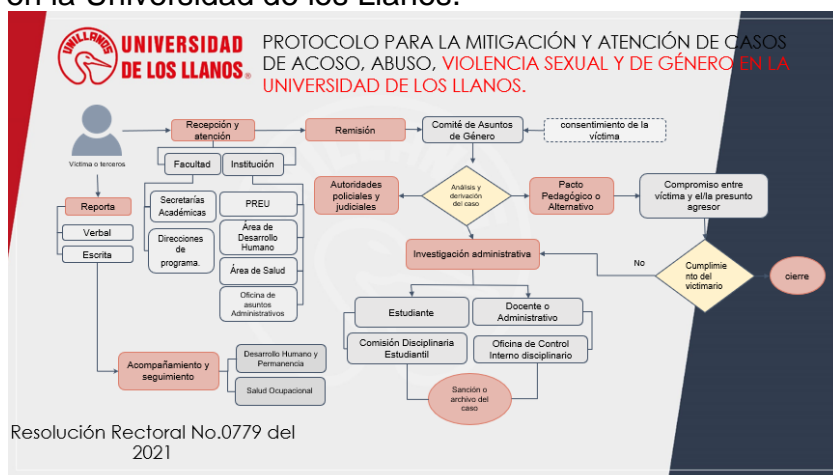 en la Universidad de los Llanos.
UNILLANOS
UNIVERSIDAD
DE LOS LLANOS.
PROTOCOLO PARA LA MITIGACIÓN Y ATENCIÓN DE CASOS
DE ACOSO, ABUSO, VIOLENCIA SEXUAL Y DE GÉNERO EN LA
UNIVERSIDAD DE LOS LLANOS.
Víctima o terceros
Recepción y
atención
Remisión
Comité de Asuntos
de Género
consentimiento de la
víctima
Facultad
Institución
Reporta
Verbal
Escrita
Secretarías
Académicas
Direcciones
de
programa.
PREU
Área de
Desarrollo
Humano
Área de Salud
Oficina de
asuntos
Administrativos
Autoridades
policiales y
judiciales
Análisis y
derivación
del caso
Pacto
Pedagógico o
Alternativo
Compromiso entre
víctima y el/la presunto
agresor
Investigación administrativa
No
Cumplimie
nto del
victimario
cierre
Estudiante
Docente o
Administrativo
Comisión Disciplinaria
Estudiantil
Oficina de Control
Interno disciplinario
Acompañamiento y
seguimiento
Desarrollo Humano y
Permanencia
Salud Ocupacional
Sanción o
archivo del
caso
Resolución Rectoral No.0779 del
2021